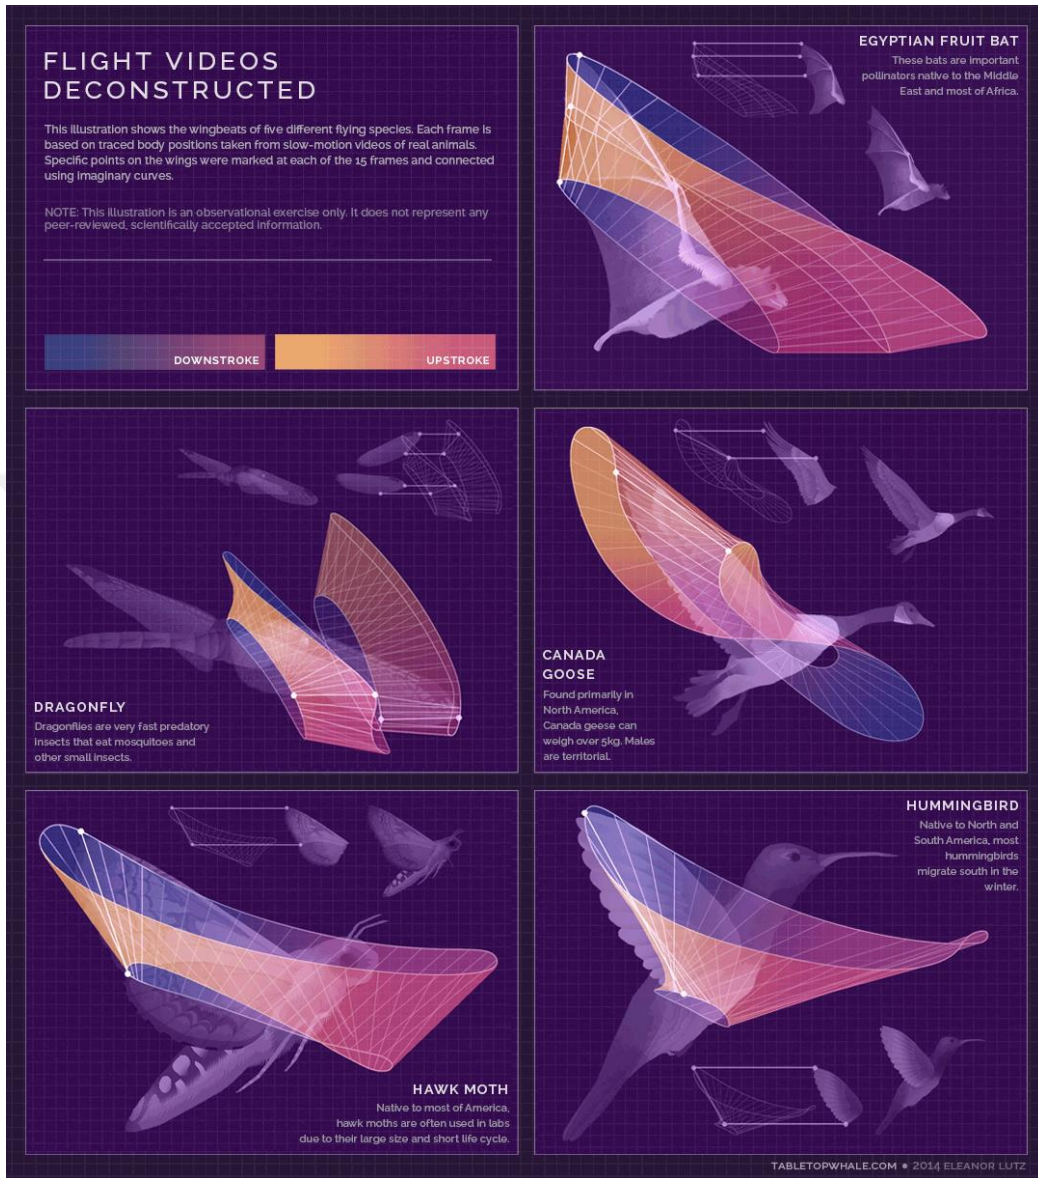 FLIGHT VIDEOS
DECONSTRUCTED
This illustration shows the wingbeats of five different flying species. Each frame is
based on traced body positions taken from slow-motion videos of real animals.
Specific points on the wings were marked at each of the 15 frames and connected
using imaginary curves.
NOTE: This illustration is an observational exercise only. It does not represent any
peer-reviewed, scientifically accepted information.
DOWNSTROKE
UPSTROKE
EGYPTIAN FRUIT BAT
These bats are important
pollinators native to the Middle
East and most of Africa.
DRAGONFLY
Dragonflies are very fast predatory
insects that eat mosquitoes and
other small insects.
CANADA
GOOSE
Found primarily in
North America,
Canada geese can
weigh over 5kg. Males
are territorial.
HAWK MOTH
Native to most of America,
hawk moths are often used in labs
due to their large size and short life cycle.
HUMMINGBIRD
Native to North and
South America, most
hummingbirds
migrate south in the
winter.
TABLETOPWHALE.COM • 2014 ELEANOR LUTZ